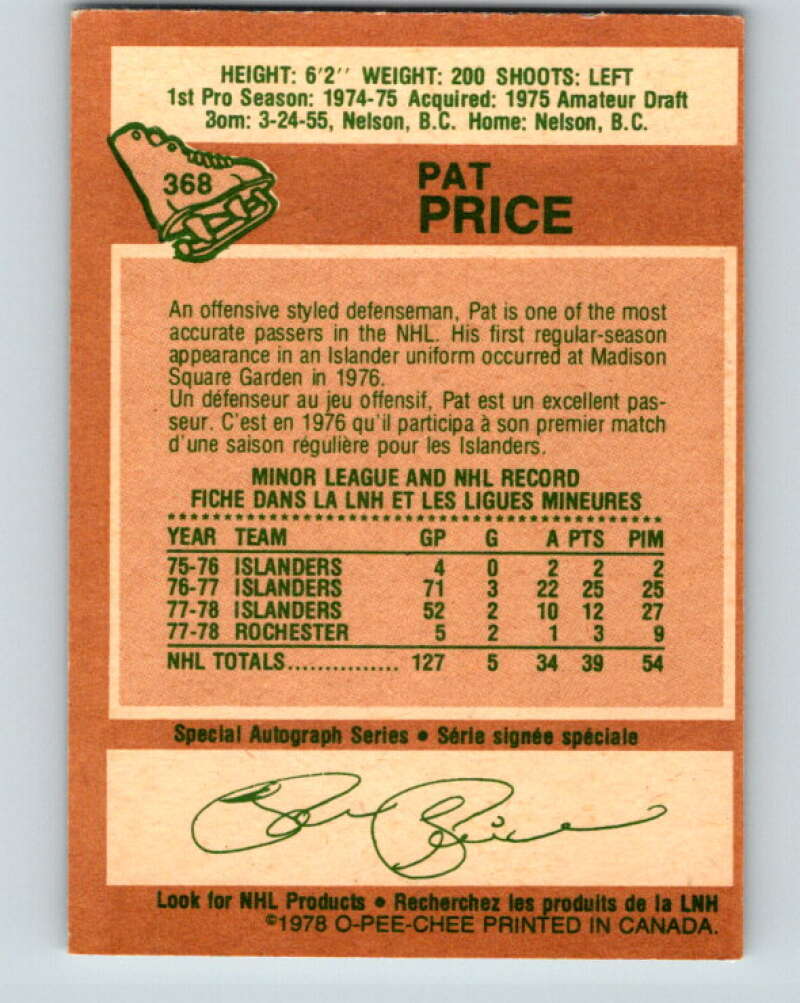 HEIGHT: 6'2'' WEIGHT: 200 SHOOTS: LEFT
1st Pro Season: 1974-75 Acquired: 1975 Amateur Draft
3om: 3-24-55, Nelson, B.C. Home: Nelson, B.C.
368
PAT
PRICE
An offensive styled defenseman, Pat is one of the most
accurate passers in the NHL. His first regular-season
appearance in an Islander uniform occurred at Madison
Square Garden in 1976.
Un défenseur au jeu offensif, Pat est un excellent pas-
seur. C'est en 1976 qu'il participa à son premier match
d'une saison régulière pour les Islanders.
MINOR LEAGUE AND NHL RECORD
FICHE DANS LA LNH ET LES LIGUES MINEURES
YEAR TEAM GP G A PTS PIM
75-76 ISLANDERS 4 0 2 2 2
76-77 ISLANDERS 71 3 22 25 25
77-78 ISLANDERS 52 2 10 12 27
77-78 ROCHESTER 5 2 1 3 9
NHL TOTALS............... 127 5 34 39 54
Special Autograph Series • Série signée spéciale
Pat Price
Look for NHL Products • Recherchez les produits de la LNH
©1978 O-PEE-CHEE PRINTED IN CANADA.